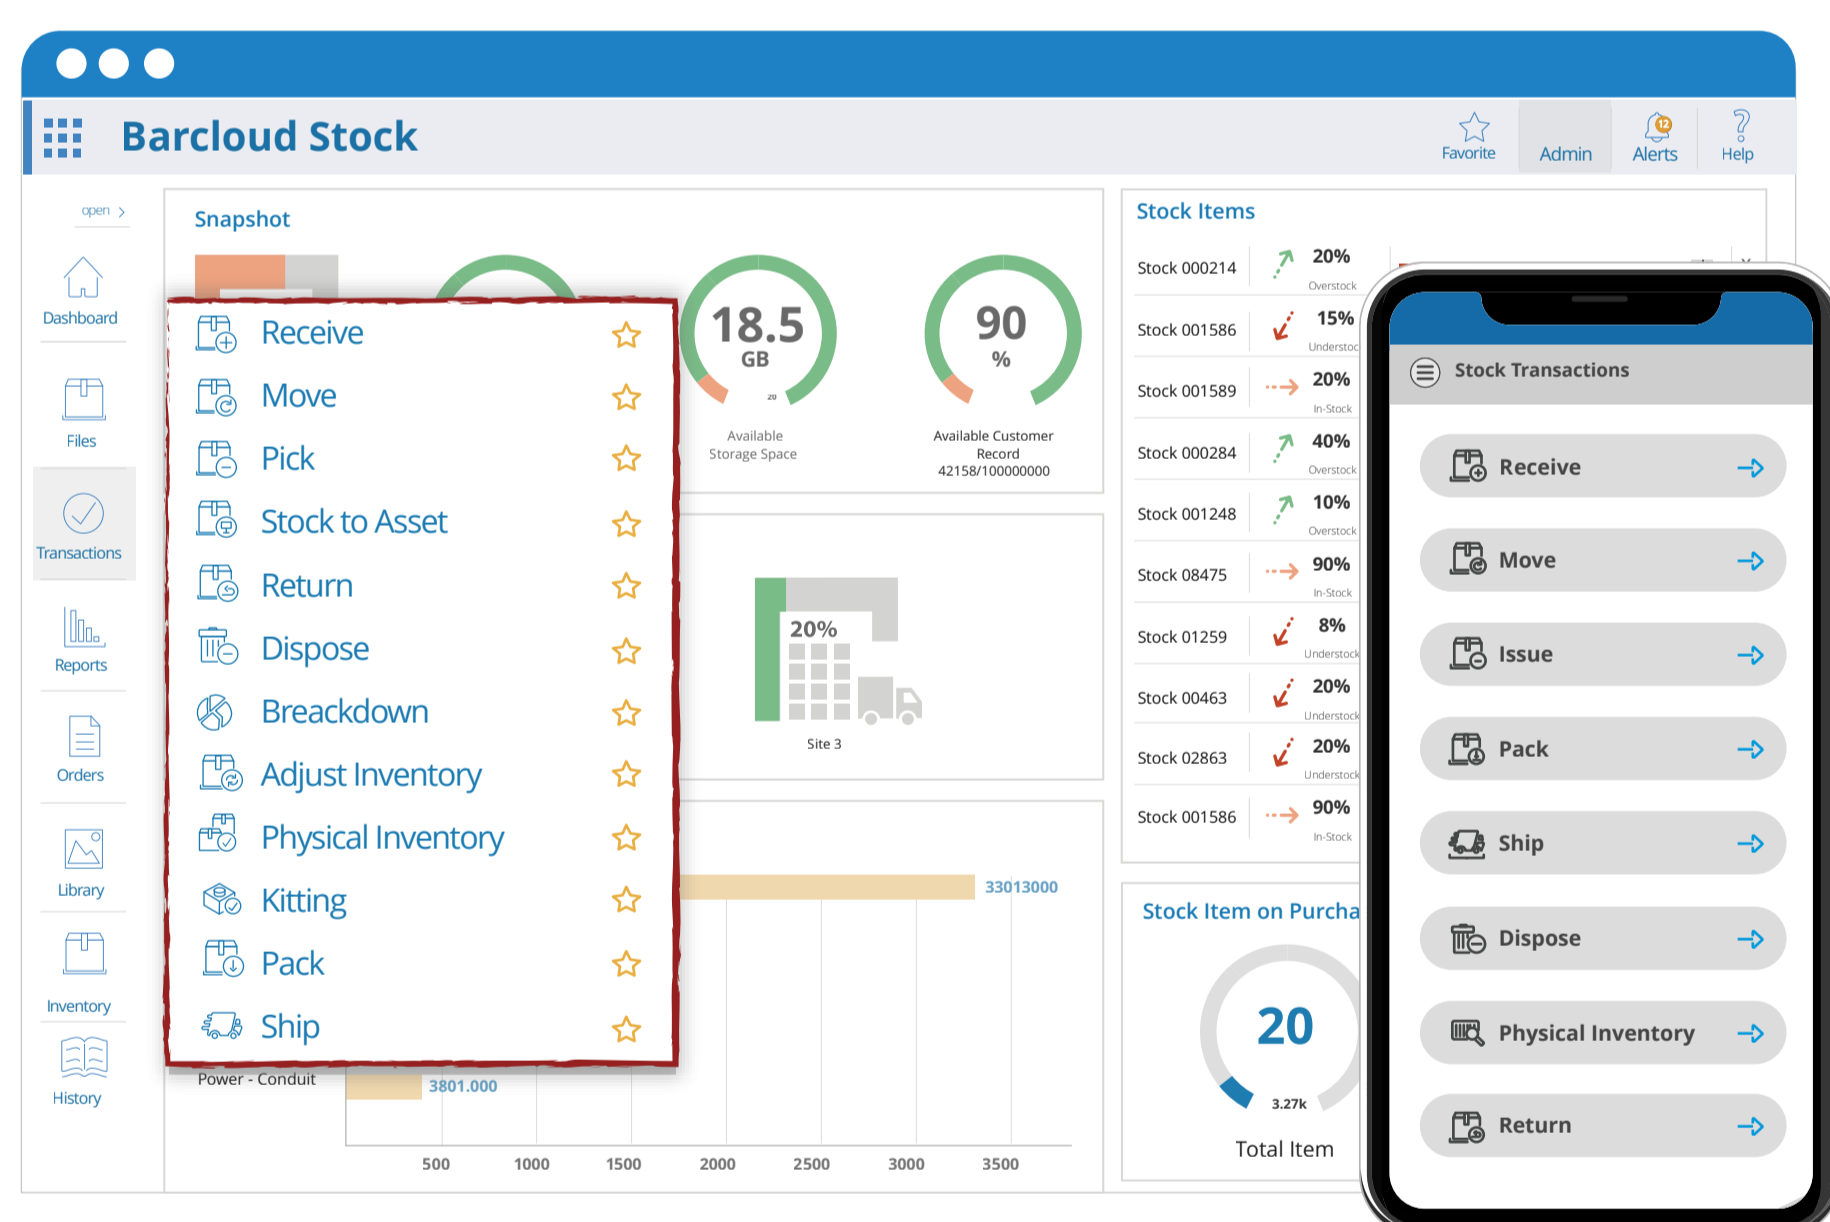 Barcloud Stock
Favorite
Admin
12
Alerts
Help
open >
Dashboard
Files
Transactions
Reports
Orders
Library
Inventory
History
Snapshot
18.5
GB
20
Available
Storage Space
90
%
Available Customer
Record
42158/100000000
Receive
Move
Pick
Stock to Asset
Return
Dispose
Breackdown
Adjust Inventory
Physical Inventory
Kitting
Pack
Ship
20%
Site 3
33013000
Power - Conduit
3801.000
500
1000
1500
2000
2500
3000
3500
Stock Items
Stock 000214
20%
Overstock
Stock 001586
15%
Understoc
Stock 001589
20%
In-Stock
Stock 000284
40%
Overstock
Stock 001248
10%
Overstock
Stock 08475
90%
In-Stock
Stock 01259
8%
Understock
Stock 00463
20%
Understock
Stock 02863
20%
Understock
Stock 001586
90%
In-Stock
Stock Item on Purcha
20
3.27k
Total Item
Stock Transactions
Receive
Move
Issue
Pack
Ship
Dispose
Physical Inventory
Return